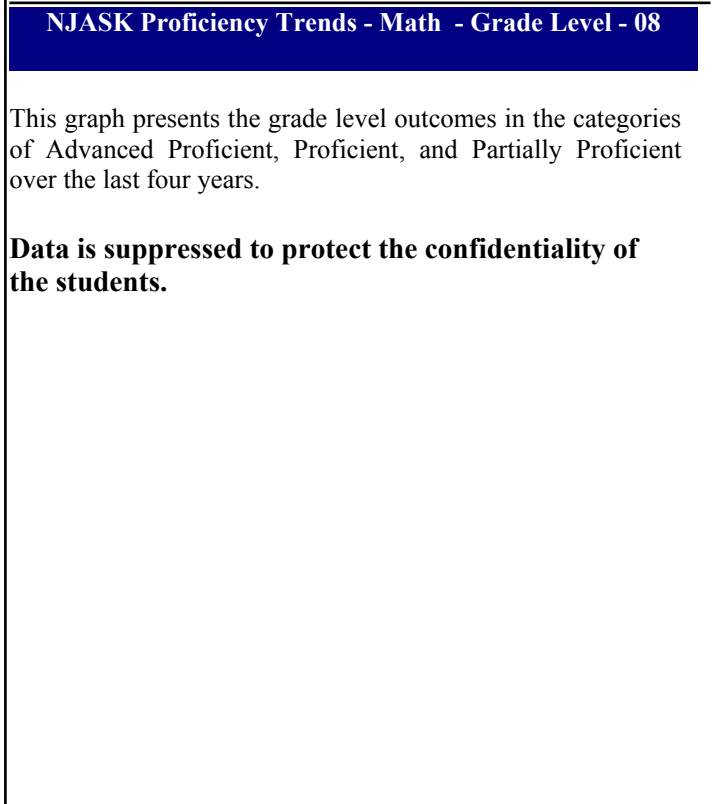 NJASK Proficiency Trends - Math - Grade Level - 08
This graph presents the grade level outcomes in the categories
of Advanced Proficient, Proficient, and Partially Proficient
over the last four years.
Data is suppressed to protect the confidentiality of
the students.